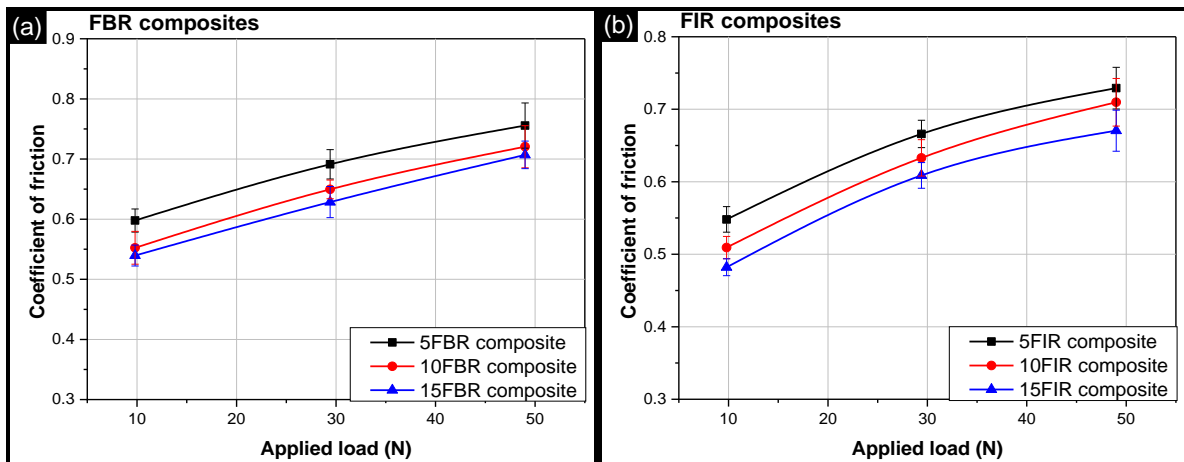 (a) FBR composites
0.9
0.8
0.7
0.6
0.5
0.4
0.3
Coefficient of friction
5FBR composite
10FBR composite
15FBR composite
10 20 30 40 50
Applied load (N)
(b) FIR composites
0.8
0.7
0.6
0.5
0.4
0.3
Coefficient of friction
5FIR composite
10FIR composite
15FIR composite
10 20 30 40 50
Applied load (N)